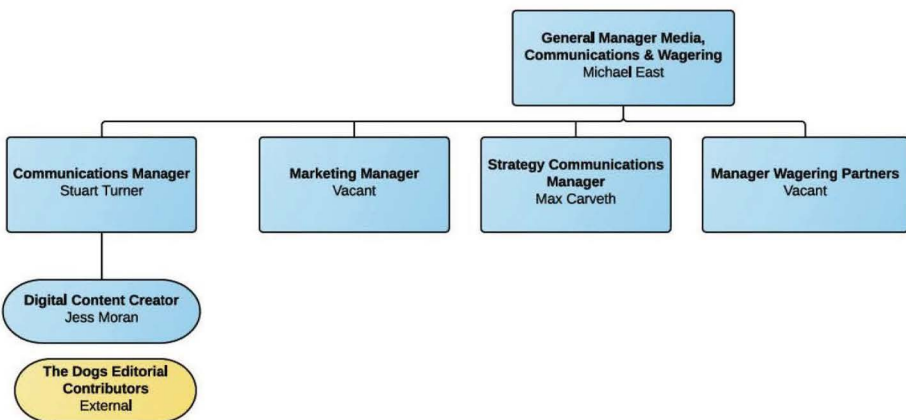 General Manager Media,
Communications & Wagering
Michael East
Communications Manager
Stuart Turner
Marketing Manager
Vacant
Strategy Communications
Manager
Max Carveth
Manager Wagering Partners
Vacant
Digital Content Creator
Jess Moran
The Dogs Editorial
Contributors
External